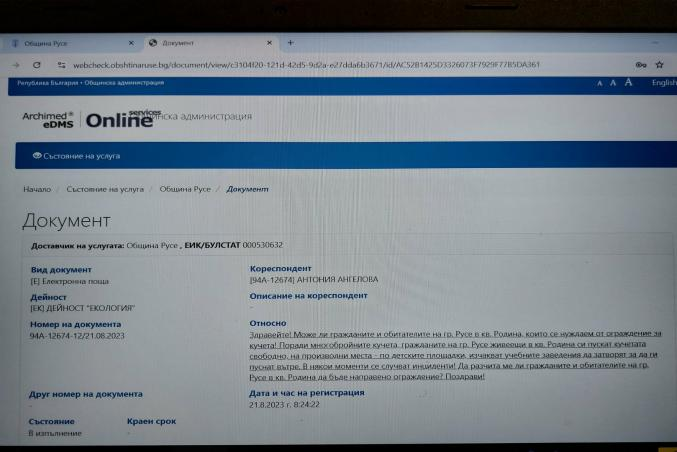 Община Русе
Документ
webcheck.obshtinaruse.bg/document/view/c3104f20-121d-42d5-9d2a-e27dda6b3671/id/AC52B1425D3326073F7929F77B5DA361
Република България • Общинска администрация
A A A English
Archimed® eDMS Online services
Общинска администрация
Състояние на услуга
Начало / Състояние на услуга / Община Русе / Документ
Документ
Доставчик на услугата: Община Русе , ЕИК/БУЛСТАТ 000530632
Вид документ
[E] Електронна поща
Кореспондент
[94A-12674] АНТОНИЯ АНГЕЛОВА
Дейност
[ЕК] ДЕЙНОСТ "ЕКОЛОГИЯ"
Описание на кореспондент
-
Номер на документа
94A-12674-12/21.08.2023
Относно
Здравейте! Може ли гражданите и обитателите на гр. Русе в кв. Родина, които се нуждаем от ограждение за
кучета! Поради многобройните кучета, гражданите на гр. Русе живеещи в кв. Родина си пускат кучетата
свободно, на произволни места - по детските площадки, изчакват учебните заведения да затворят за да ги
пуснат вътре. В някои моменти се случват инциденти! Да разчита ме ли гражданите и обитателите на гр.
Русе в кв. Родина да бъде направено ограждение? Поздрави!
Друг номер на документа
-
Дата и час на регистрация
21.8.2023 г. 8:24:22
Състояние
В изпълнение
Краен срок
-